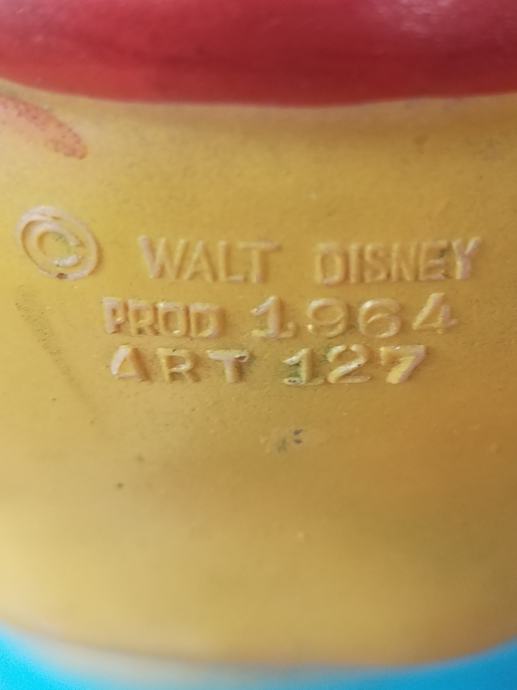 © WALT DISNEY
PROD 1964
ART 127